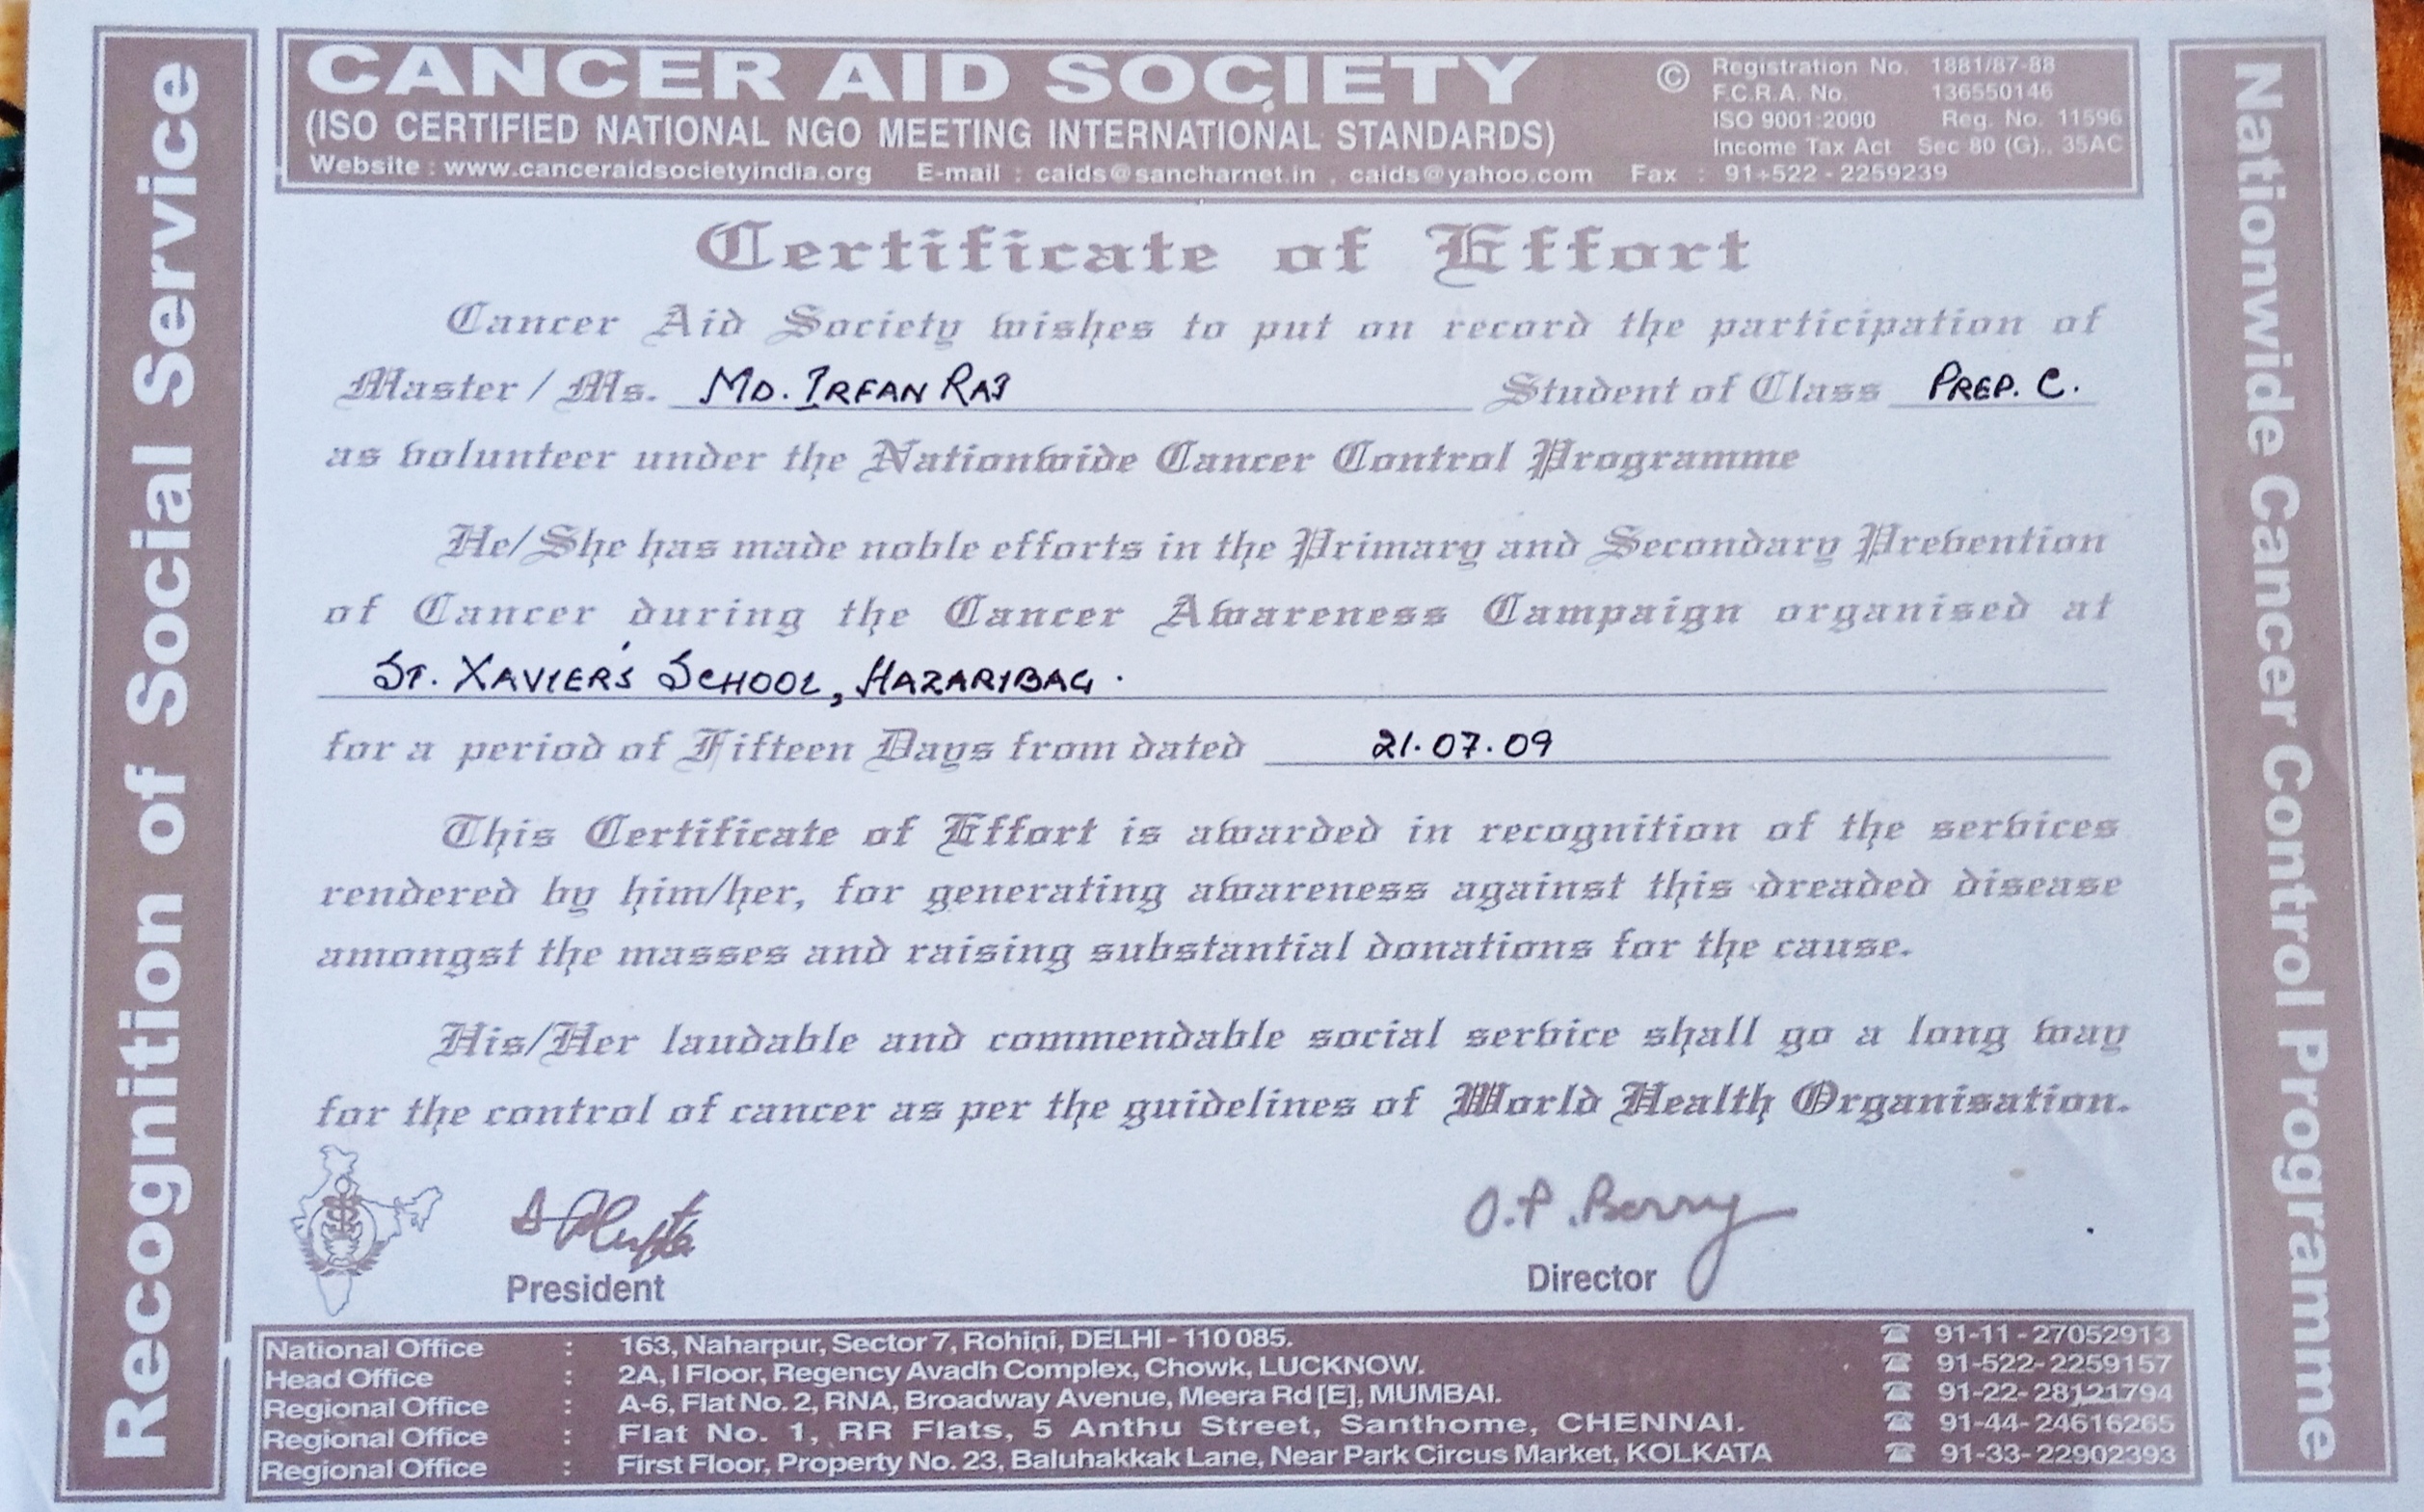 Recognition of Social Service
CANCER AID SOCIETY
(ISO CERTIFIED NATIONAL NGO MEETING INTERNATIONAL STANDARDS)
Website : www.canceraidsocietyindia.org E-mail : caids@sancharnet.in , caids@yahoo.com Fax : 91+522 - 2259239
© Registration No. 1881/87-88
F.C.R.A. No. 136550146
ISO 9001:2000 Reg. No. 11596
Income Tax Act Sec 80 (G)., 35AC
Certificate of Effort
Cancer Aid Society wishes to put on record the participation of
Master / Ms. MD. IRFAN RAJ Student of Class PREP. C.
as volunteer under the Nationwide Cancer Control Programme
He/She has made noble efforts in the Primary and Secondary Prevention
of Cancer during the Cancer Awareness Campaign organised at
ST. XAVIER'S SCHOOL, HAZARIBAG.
for a period of Fifteen Days from dated 21.07.09
This Certificate of Effort is awarded in recognition of the services
rendered by him/her, for generating awareness against this dreaded disease
amongst the masses and raising substantial donations for the cause.
His/Her laudable and commendable social service shall go a long way
for the control of cancer as per the guidelines of World Health Organisation.
O.P. Berry
President
Director
National Office : 163, Naharpur, Sector 7, Rohini, DELHI - 110 085. ☎ 91-11 - 27052913
Head Office : 2A, I Floor, Regency Avadh Complex, Chowk, LUCKNOW. ☎ 91-522- 2259157
Regional Office : A-6, Flat No. 2, RNA, Broadway Avenue, Meera Rd [E], MUMBAI. ☎ 91-22- 28121794
Regional Office : Flat No. 1, RR Flats, 5 Anthu Street, Santhome, CHENNAI. ☎ 91-44- 24616265
Regional Office : First Floor, Property No. 23, Baluhakkak Lane, Near Park Circus Market, KOLKATA ☎ 91-33- 22902393
Nationwide Cancer Control Programme